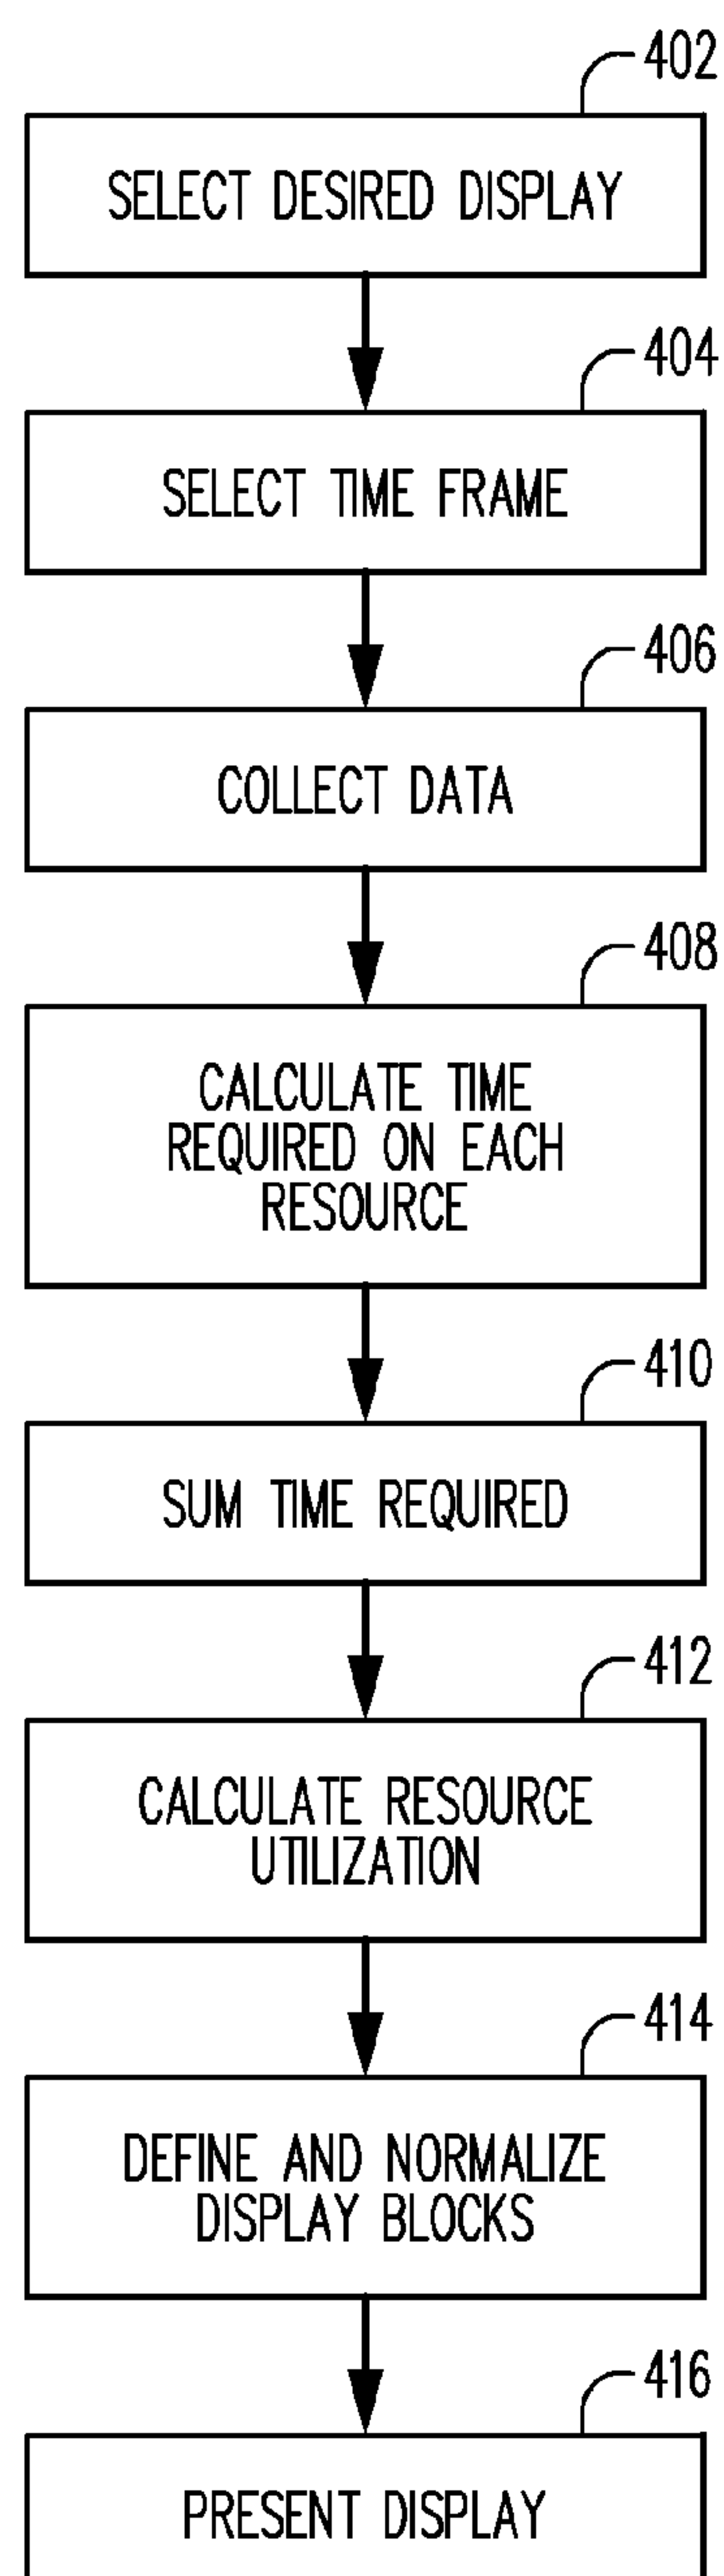 402
SELECT DESIRED DISPLAY
404
SELECT TIME FRAME
406
COLLECT DATA
408
CALCULATE TIME
REQUIRED ON EACH
RESOURCE
410
SUM TIME REQUIRED
412
CALCULATE RESOURCE
UTILIZATION
414
DEFINE AND NORMALIZE
DISPLAY BLOCKS
416
PRESENT DISPLAY